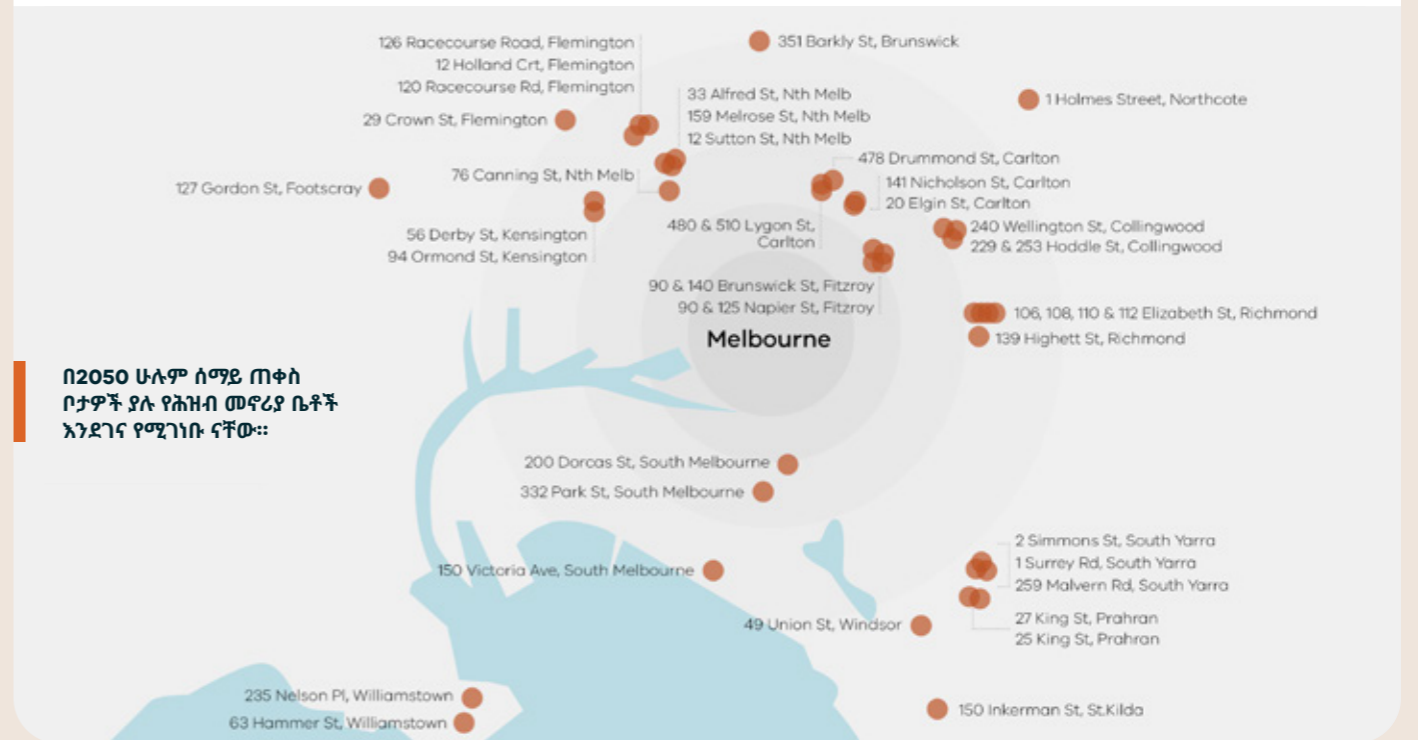 126 Racecourse Road, Flemington
12 Holland Crt, Flemington
120 Racecourse Rd, Flemington
29 Crown St, Flemington
351 Barkly St, Brunswick
1 Holmes Street, Northcote
33 Alfred St, Nth Melb
159 Melrose St, Nth Melb
12 Sutton St, Nth Melb
76 Canning St, Nth Melb
127 Gordon St, Footscray
56 Derby St, Kensington
94 Ormond St, Kensington
478 Drummond St, Carlton
141 Nicholson St, Carlton
20 Elgin St, Carlton
480 & 510 Lygon St,
Carlton
240 Wellington St, Collingwood
229 & 253 Hoddle St, Collingwood
90 & 140 Brunswick St, Fitzroy
90 & 125 Napier St, Fitzroy
106, 108, 110 & 112 Elizabeth St, Richmond
139 Highett St, Richmond
Melbourne
በ2050 ሁሉም ሰማይ ጠቀስ
ቦታዎች ያሉ የሕዝብ መኖሪያ ቤቶች
እንደገና የሚገነቡ ናቸው።
200 Dorcas St, South Melbourne
332 Park St, South Melbourne
150 Victoria Ave, South Melbourne
2 Simmons St, South Yarra
1 Surrey Rd, South Yarra
259 Malvern Rd, South Yarra
27 King St, Prahran
25 King St, Prahran
49 Union St, Windsor
235 Nelson Pl, Williamstown
63 Hammer St, Williamstown
150 Inkerman St, St.Kilda